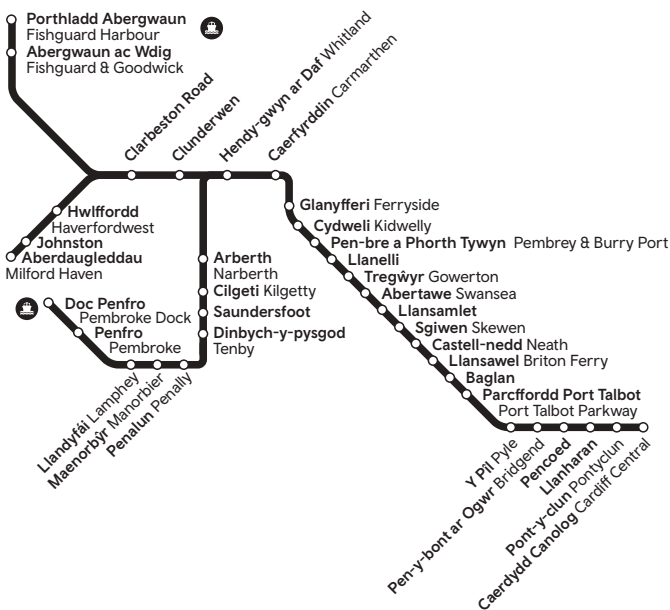 Porthladd Abergwaun
Fishguard Harbour
Abergwaun ac Wdig
Fishguard & Goodwick
Clarbeston Road
Clunderwen
Hendy-gwyn ar Daf Whitland
Caerfyrddin Carmarthen
Hwlffordd
Haverfordwest
Johnston
Aberdaugleddau
Milford Haven
Doc Penfro
Pembroke Dock
Penfro
Pembroke
Llandyfái Lamphey
Maenorbŷr Manorbier
Penalun Penally
Arberth
Narberth
Cilgeti Kilgetty
Saundersfoot
Dinbych-y-pysgod
Tenby
Glanyfferi Ferryside
Cydweli Kidwelly
Pen-bre a Phorth Tywyn Pembrey & Burry Port
Llanelli
Tregŵyr Gowerton
Abertawe Swansea
Llansamlet
Sgiwen Skewen
Castell-nedd Neath
Llansawel Briton Ferry
Baglan
Parcffordd Port Talbot
Port Talbot Parkway
Y Pîl Pyle
Pen-y-bont ar Ogwr Bridgend
Pencoed
Llanharan
Pont-y-clun Pontyclun
Caerdydd Canolog Cardiff Central